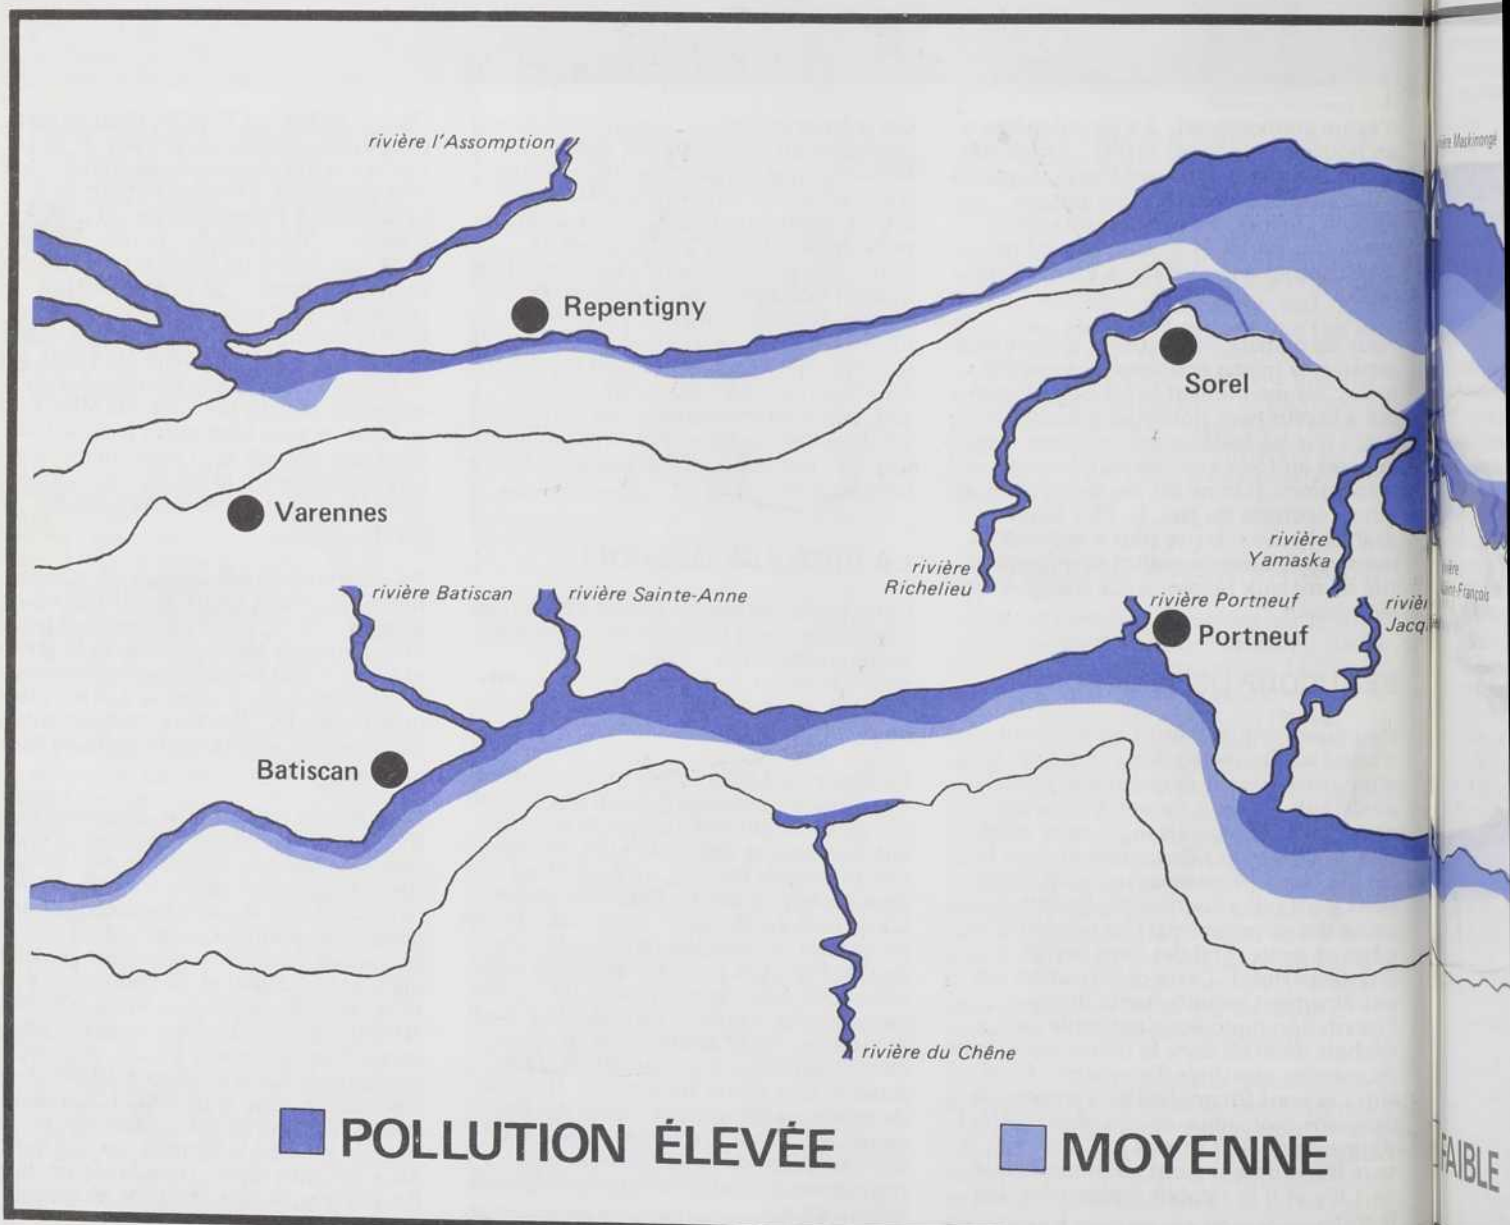 rivière l'Assomption
Maskinongé
Repentigny
Sorel
Varennes
rivière
Richelieu
rivière
Yamaska
rivière Batiscan
rivière Sainte-Anne
rivière Portneuf
Portneuf
Batiscan
rivière du Chêne
POLLUTION ÉLEVÉE
MOYENNE
FAIBLE